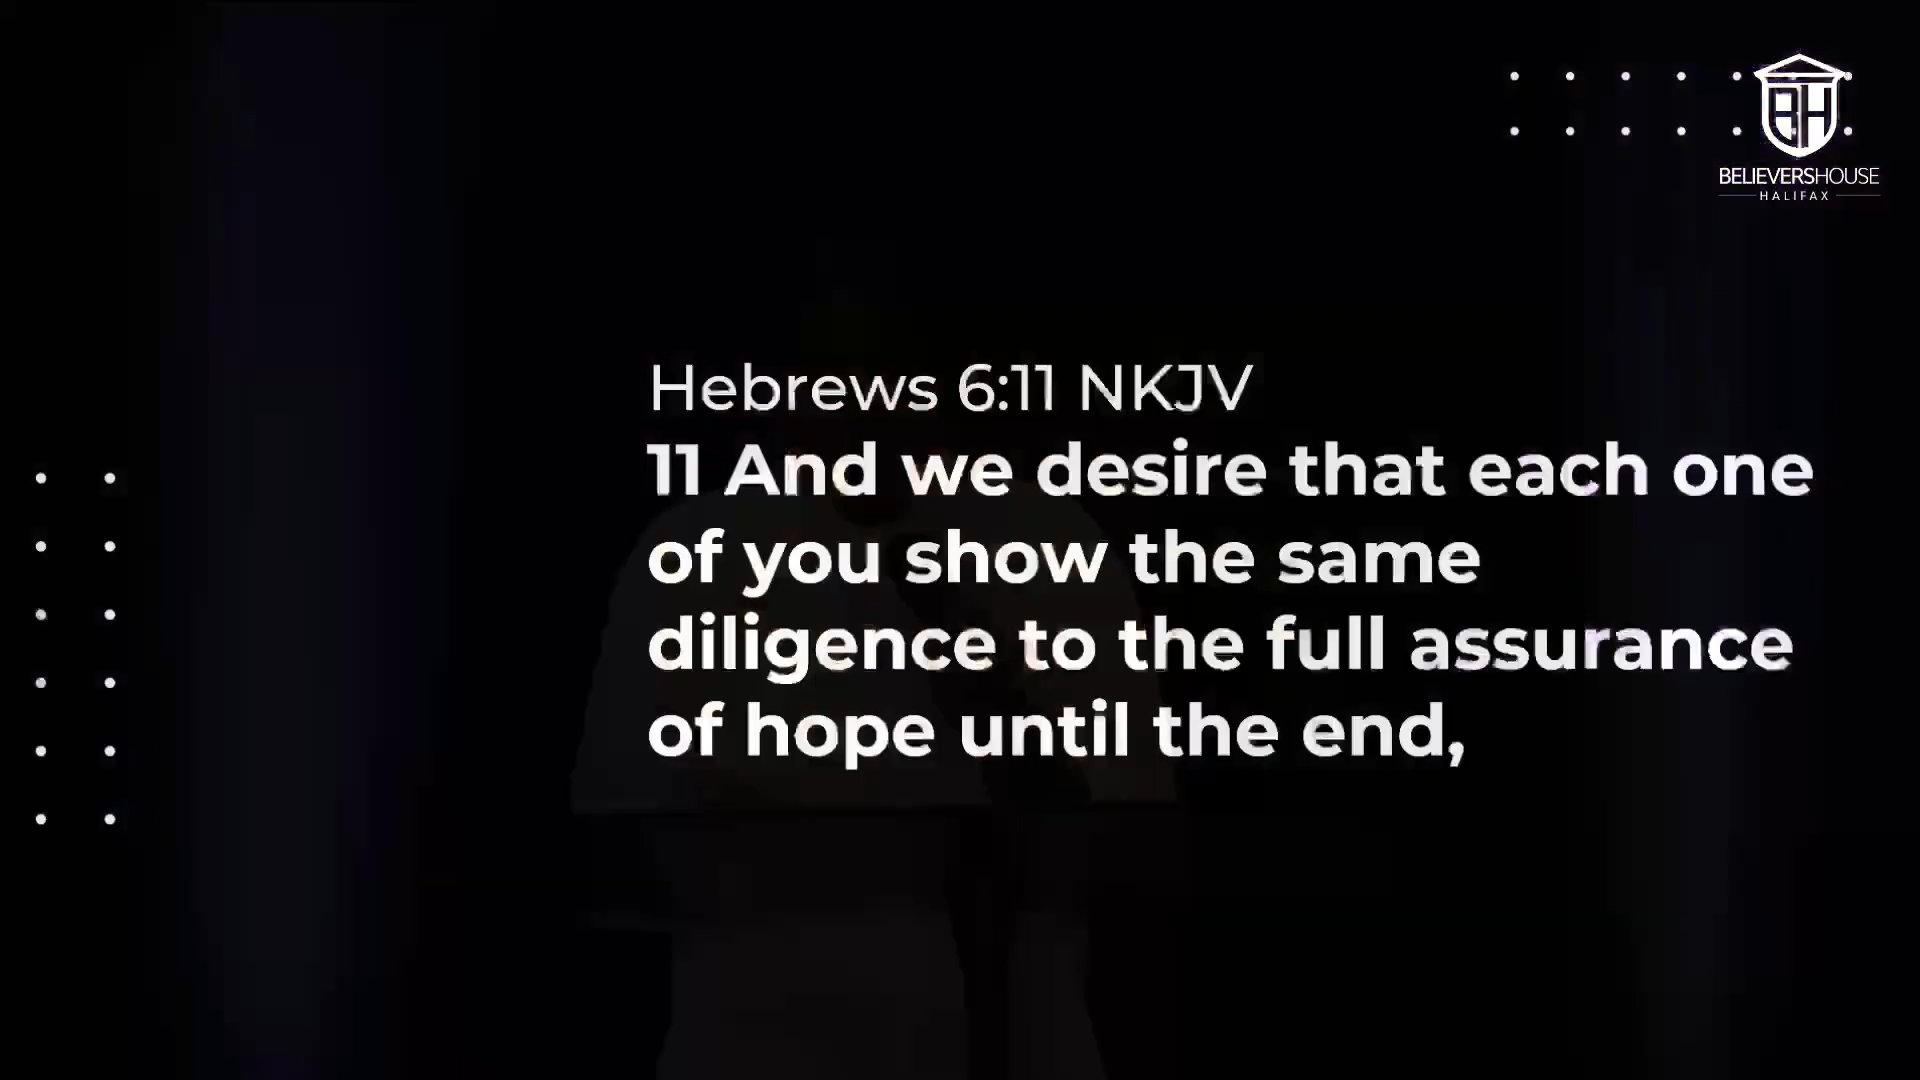 BH
BELIEVERSHOUSE
HALIFAX
Hebrews 6:11 NKJV
11 And we desire that each one
of you show the same
diligence to the full assurance
of hope until the end,